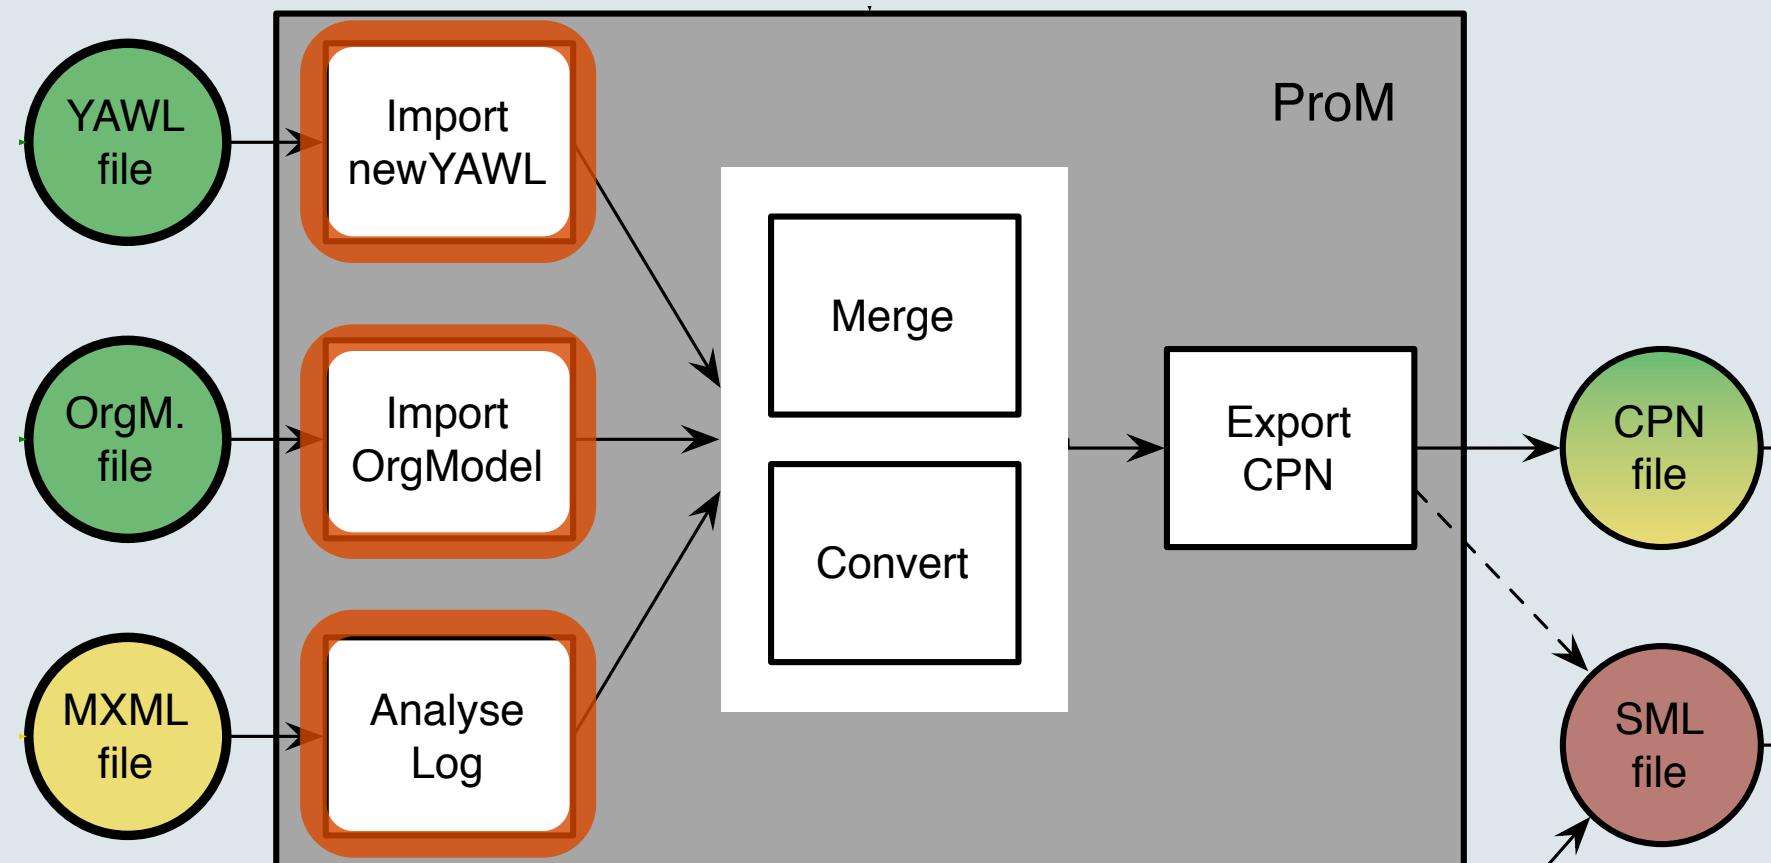 YAWL
file
Import
newYAWL
ProM
OrgM.
file
Import
OrgModel
Merge
Convert
Export
CPN
CPN
file
MXML
file
Analyse
Log
SML
file